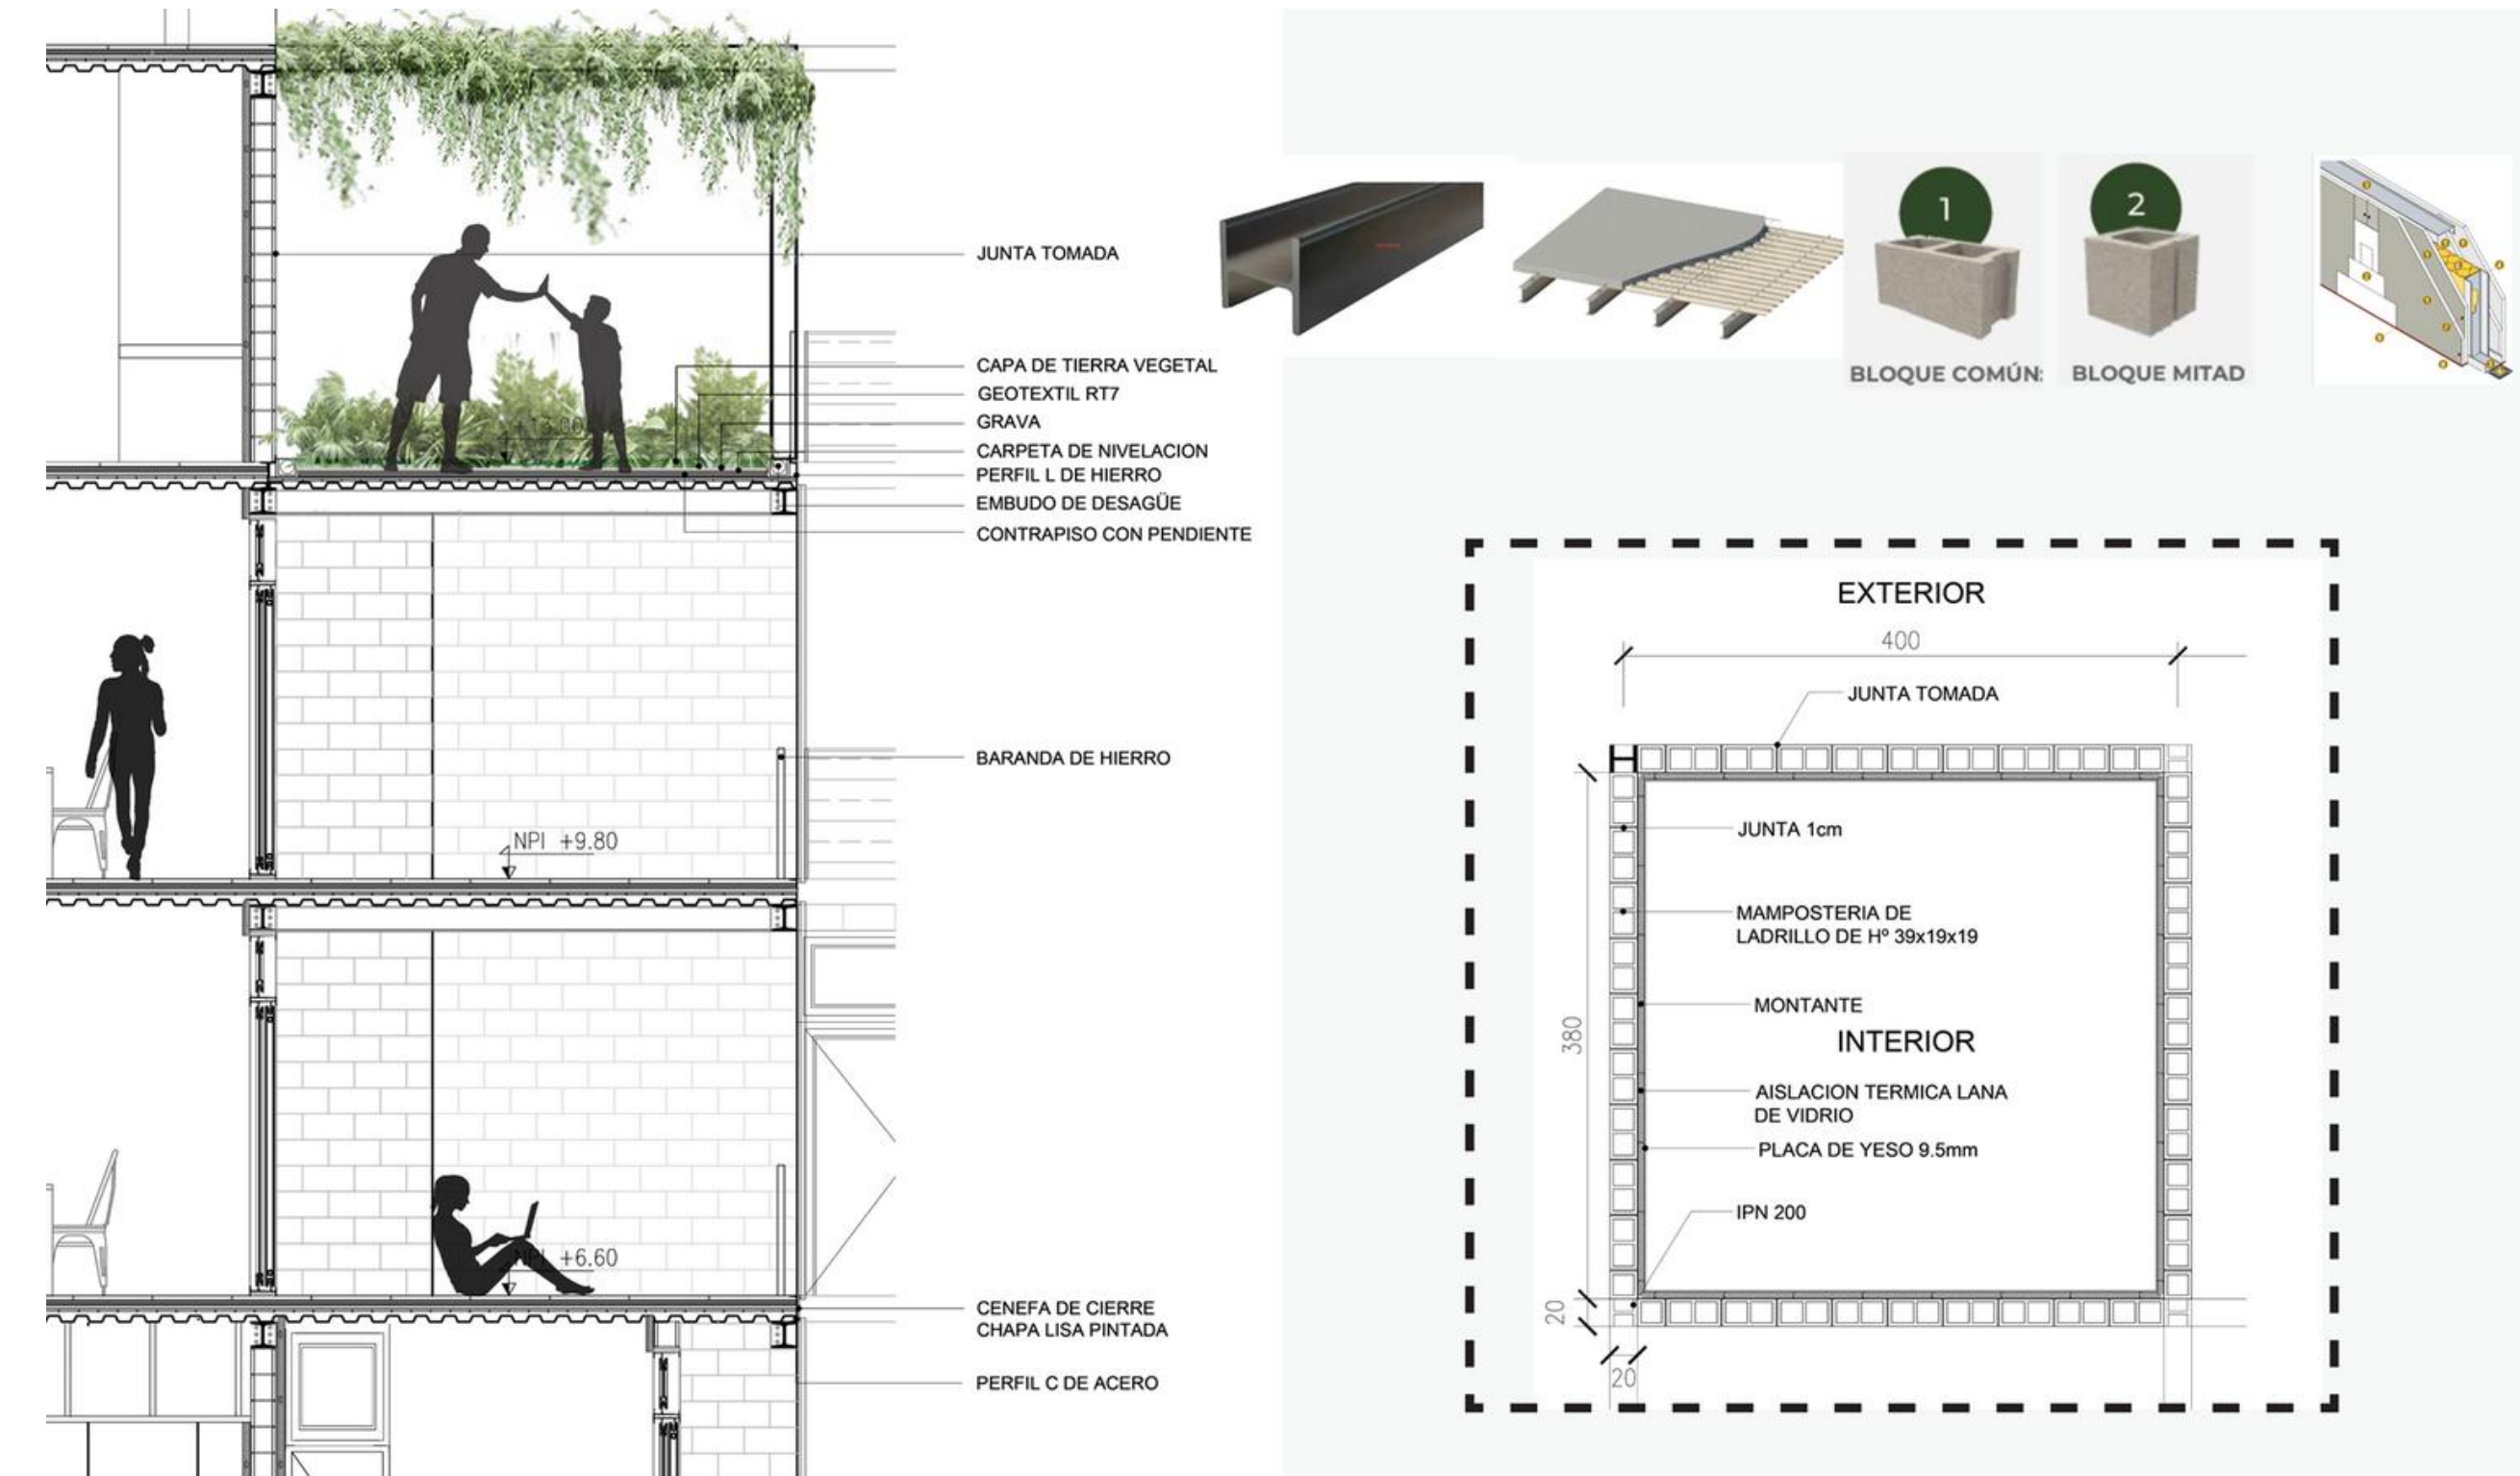 JUNTA TOMADA
CAPA DE TIERRA VEGETAL
GEOTEXTIL RT7
GRAVA
CARPETA DE NIVELACION
PERFIL L DE HIERRO
EMBUDO DE DESAGÜE
CONTRAPISO CON PENDIENTE
BARANDA DE HIERRO
NPI +9.80
NPI +6.60
CENEFA DE CIERRE
CHAPA LISA PINTADA
PERFIL C DE ACERO
1
2
BLOQUE COMÚN:
BLOQUE MITAD
EXTERIOR
400
JUNTA TOMADA
JUNTA 1cm
MAMPOSTERIA DE
LADRILLO DE Hº 39x19x19
MONTANTE
INTERIOR
380
AISLACION TERMICA LANA
DE VIDRIO
PLACA DE YESO 9.5mm
IPN 200
20
20